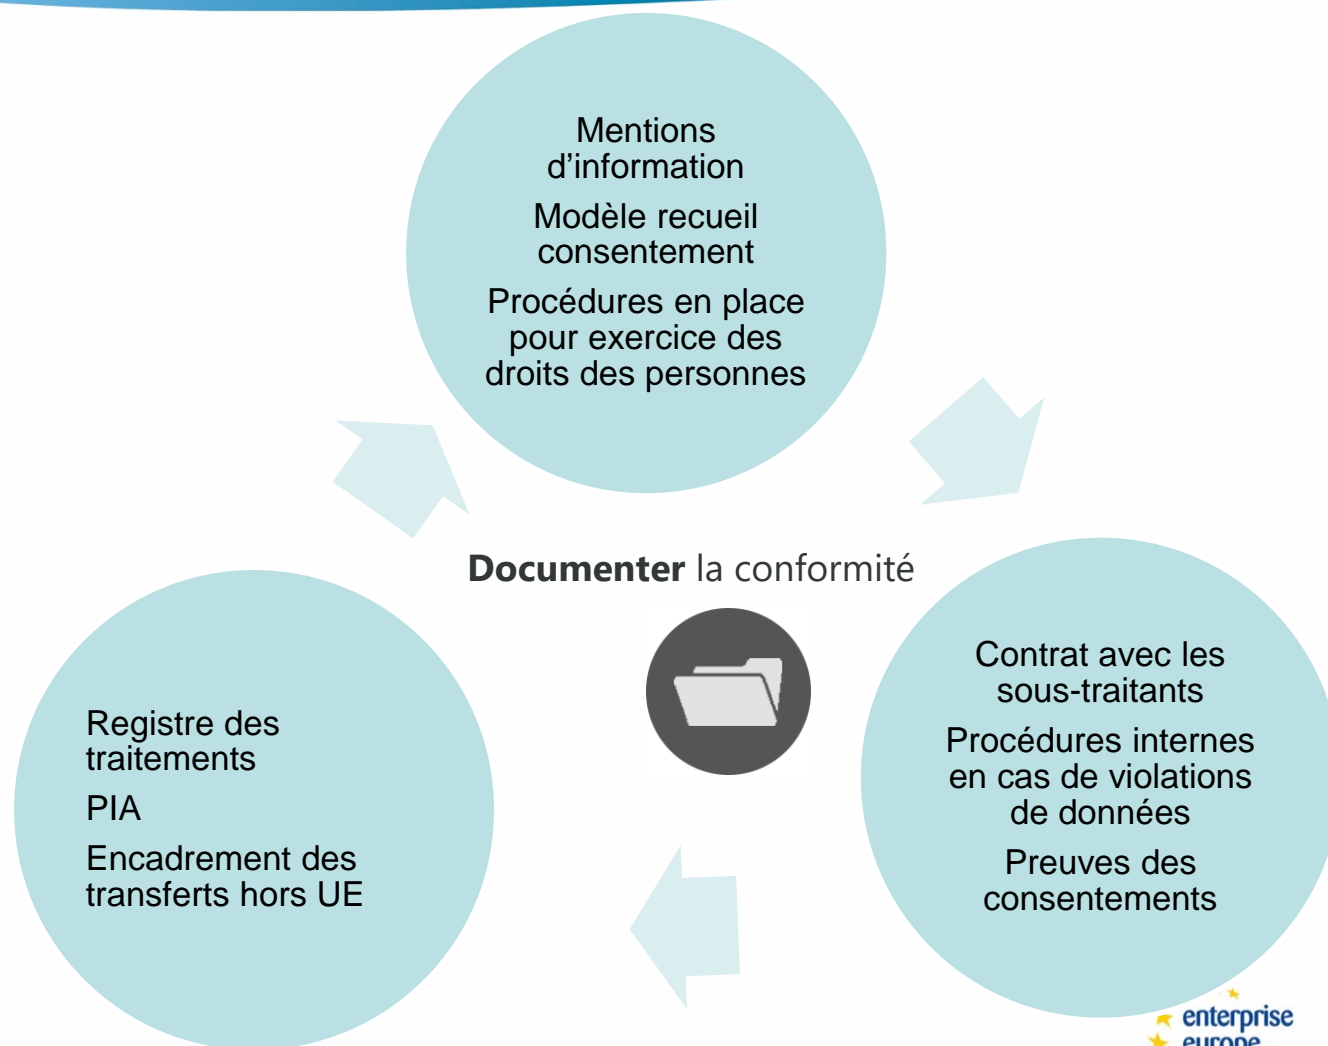 Mentions
d’information
Modèle recueil
consentement
Procédures en place
pour exercice des
droits des personnes
Documenter la conformité
Contrat avec les
sous-traitants
Procédures internes
en cas de violations
de données
Preuves des
consentements
Registre des
traitements
PIA
Encadrement des
transferts hors UE
enterprise
europe